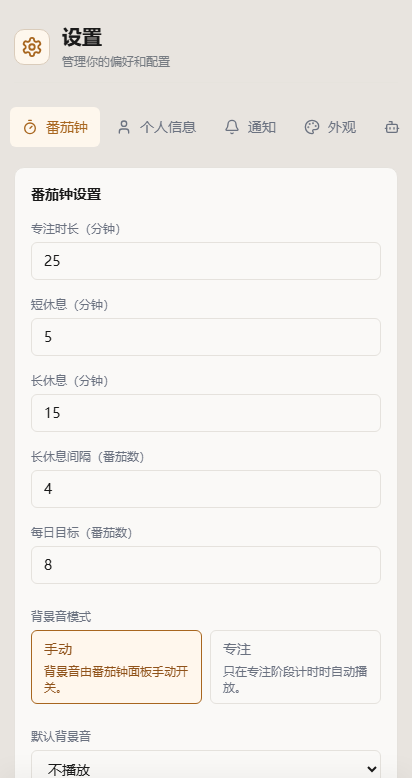 设置
管理你的偏好和配置
番茄钟
个人信息
通知
外观
番茄钟设置
专注时长（分钟）
25
短休息（分钟）
5
长休息（分钟）
15
长休息间隔（番茄数）
4
每日目标（番茄数）
8
背景音模式
手动
背景音由番茄钟面板手动开
关。
专注
只在专注阶段计时时自动播
放。
默认背景音
不播放